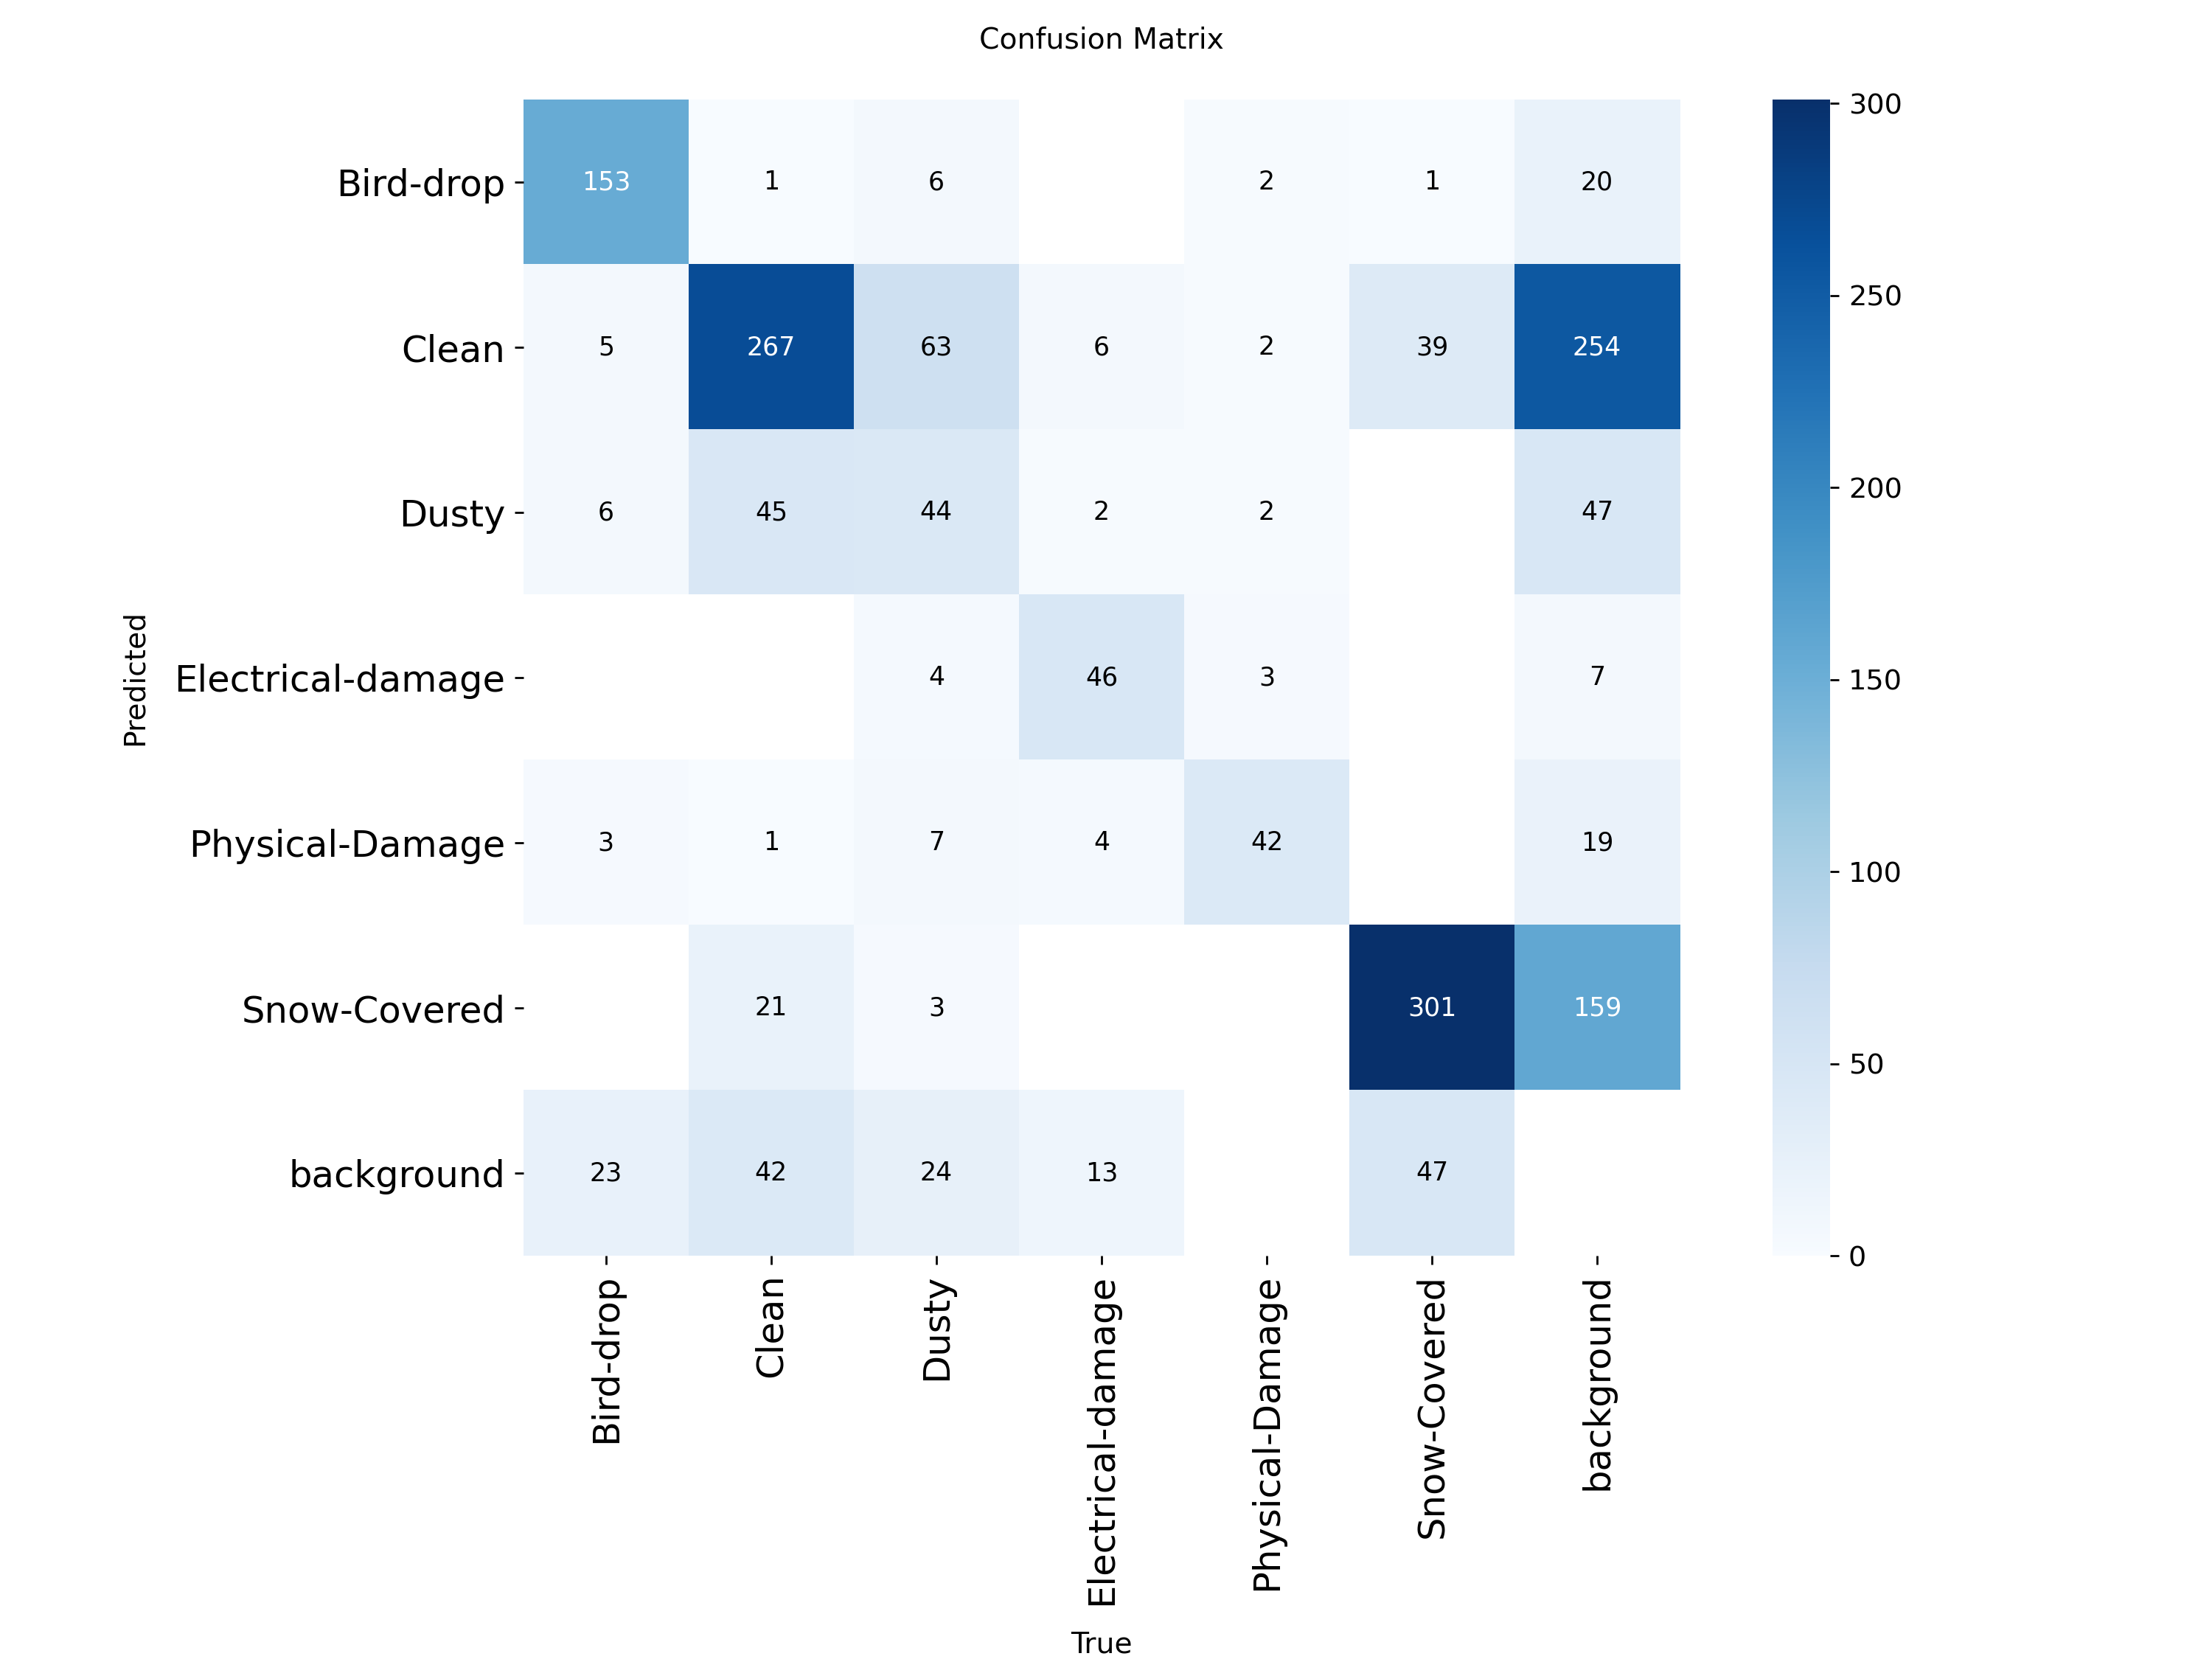 Confusion Matrix
Predicted
Bird-drop 153 1 6 2 1 20
Clean 5 267 63 6 2 39 254
Dusty 6 45 44 2 2 47
Electrical-damage 4 46 3 7
Physical-Damage 3 1 7 4 42 19
Snow-Covered 21 3 301 159
background 23 42 24 13 47
Bird-drop
Clean
Dusty
Electrical-damage
Physical-Damage
Snow-Covered
background
True
300
250
200
150
100
50
0